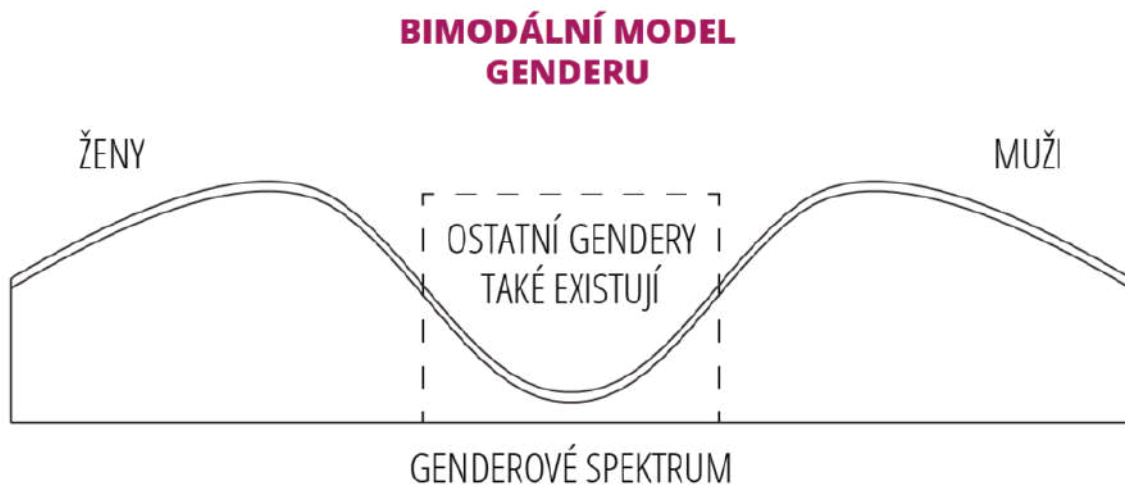 BIMODÁLNÍ MODEL
GENDERU
ŽENY
MUŽI
OSTATNÍ GENDERY
TAKÉ EXISTUJÍ
GENDEROVÉ SPEKTRUM